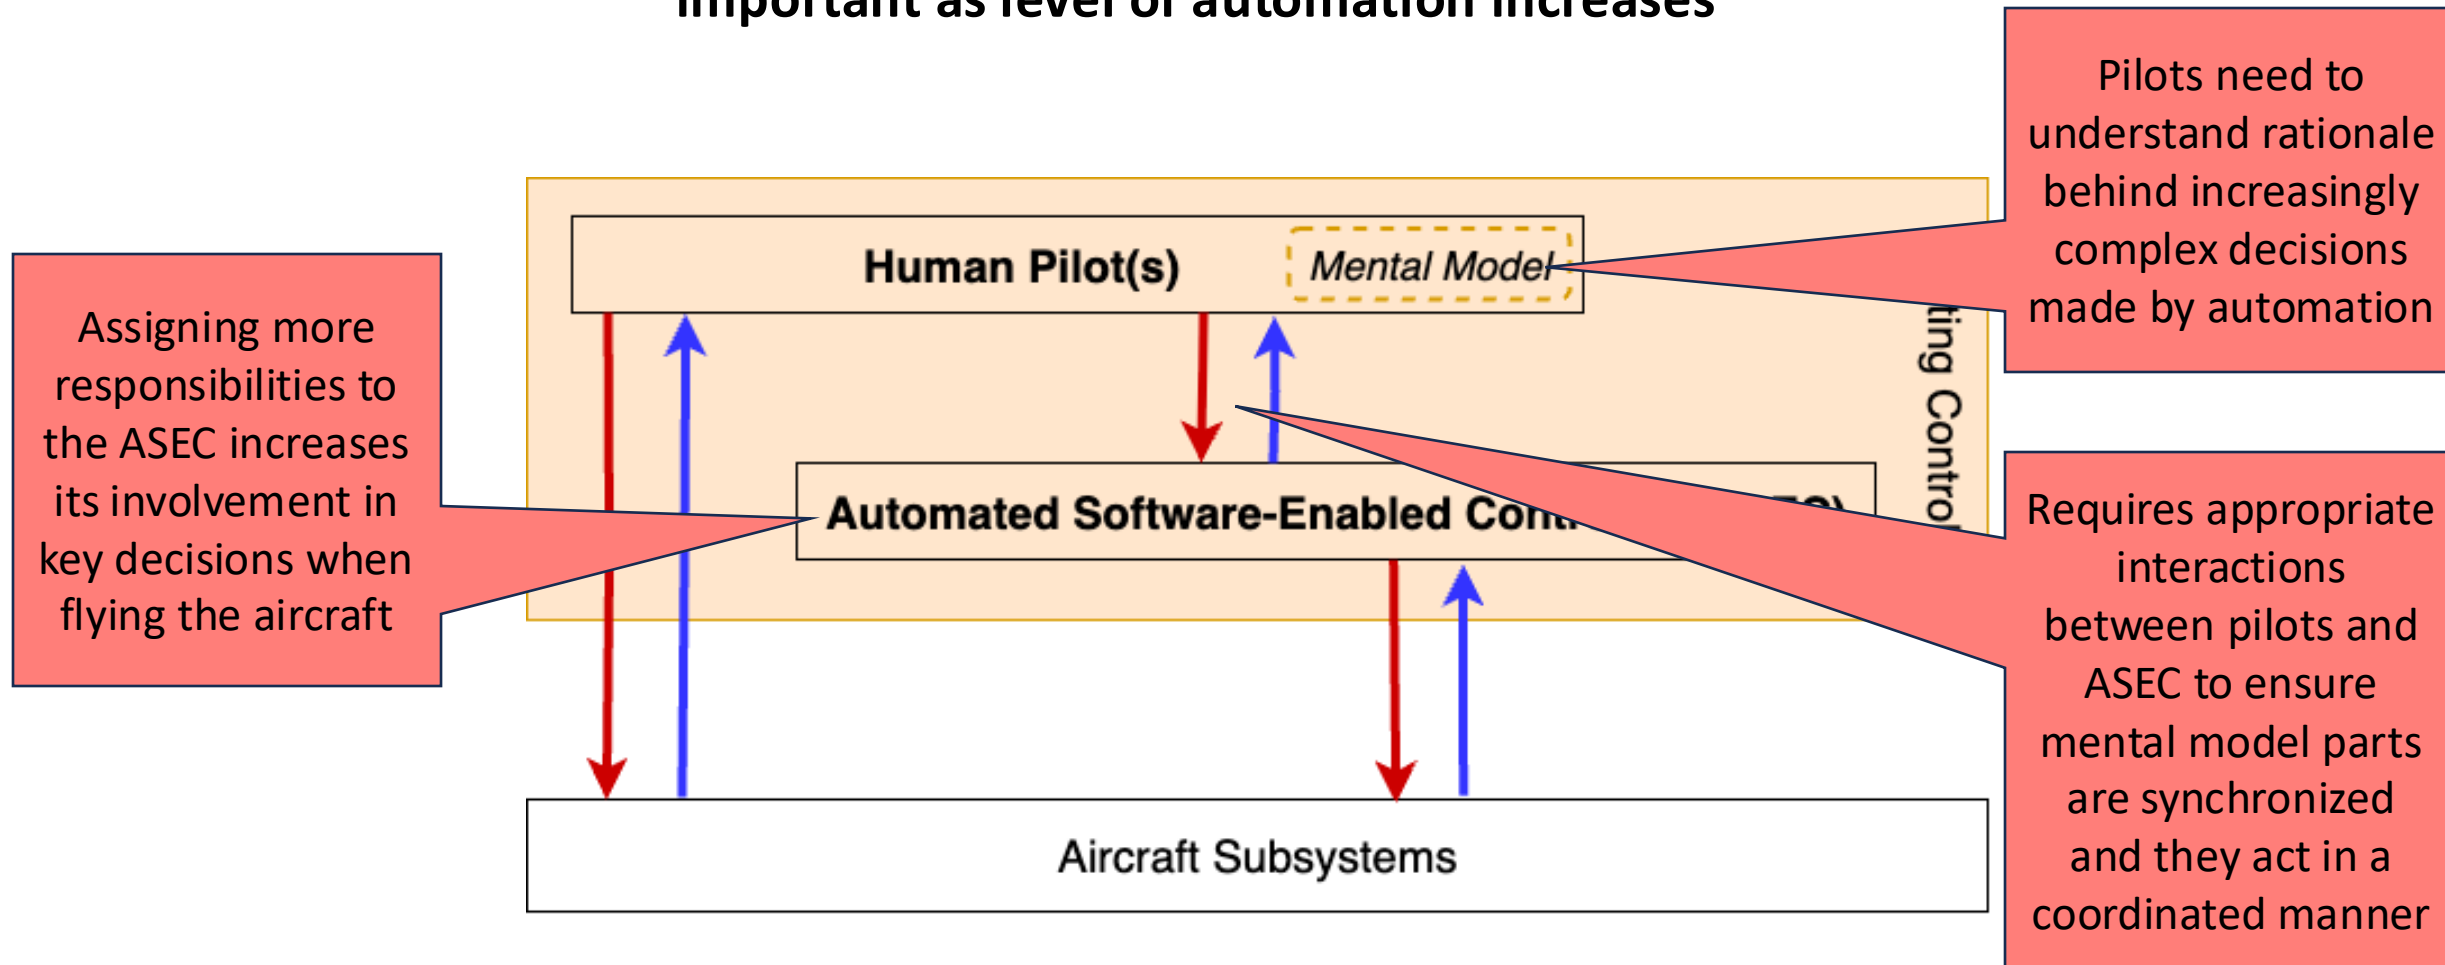 important as level of automation increases
Pilots need to
understand rationale
behind increasingly
complex decisions
made by automation
Human Pilot(s)
Mental Model
Assigning more
responsibilities to
the ASEC increases
its involvement in
key decisions when
flying the aircraft
ting Control
Automated Software-Enabled
Requires appropriate
interactions
between pilots and
ASEC to ensure
mental model parts
are synchronized
and they act in a
coordinated manner
Aircraft Subsystems